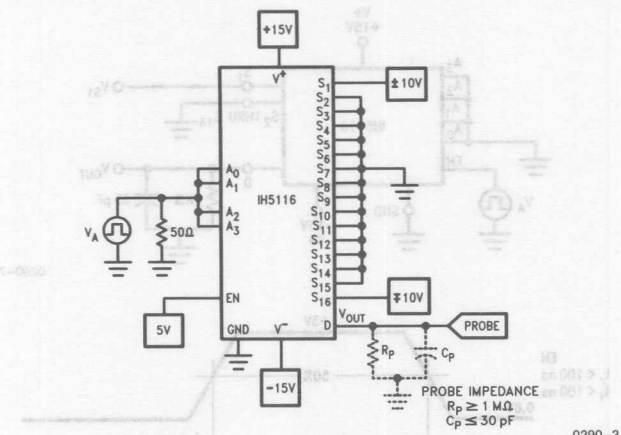 +15V
V+
S1
±10V
S2
S3
S4
S5
S6
S7
S8
S9
S10
S11
S12
S13
S14
S15
S16
∓10V
A0
A1
A2
A3
IH5116
VA
50Ω
EN
5V
GND
V−
−15V
VOUT
D
PROBE
RP
CP
PROBE IMPEDANCE
RP ≥ 1 MΩ
CP ≤ 30 pF